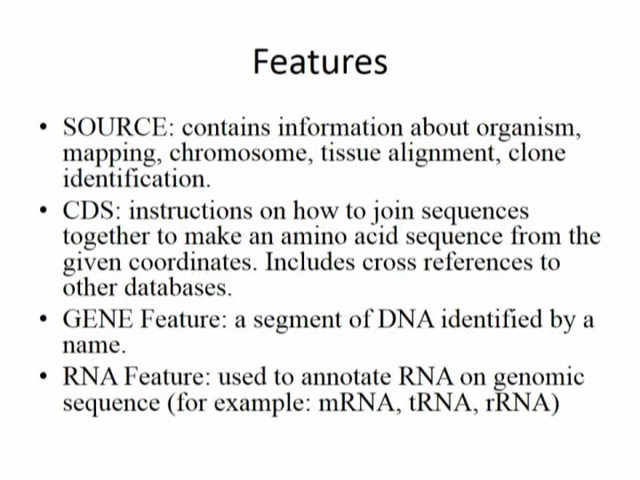 Features
• SOURCE: contains information about organism,
mapping, chromosome, tissue alignment, clone
identification.
• CDS: instructions on how to join sequences
together to make an amino acid sequence from the
given coordinates. Includes cross references to
other databases.
• GENE Feature: a segment of DNA identified by a
name.
• RNA Feature: used to annotate RNA on genomic
sequence (for example: mRNA, tRNA, rRNA)